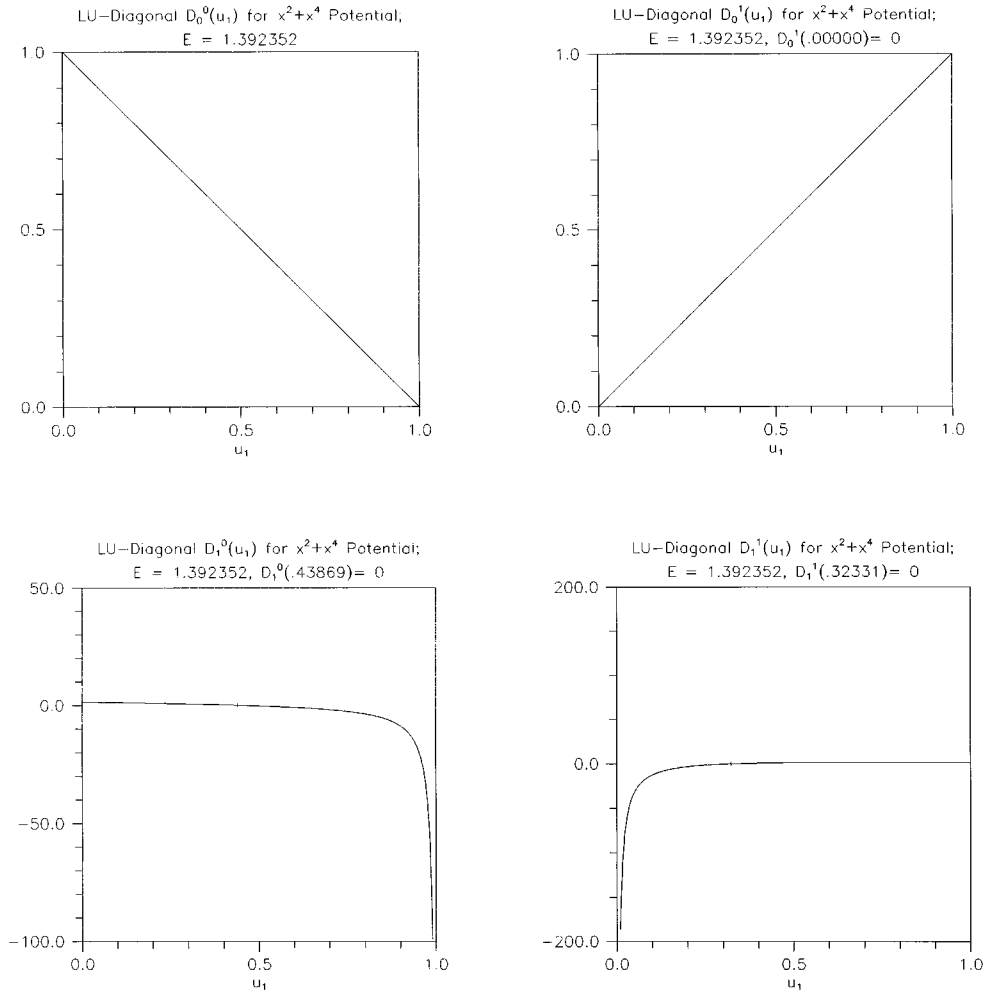 LU−Diagonal D₀⁰(u₁) for x²+x⁴ Potential;
E = 1.392352
1.0
0.5
0.0
0.0 0.5 1.0
u₁
LU−Diagonal D₀¹(u₁) for x²+x⁴ Potential;
E = 1.392352, D₀¹(.00000)= 0
1.0
0.5
0.0
0.0 0.5 1.0
u₁
LU−Diagonal D₁⁰(u₁) for x²+x⁴ Potential;
E = 1.392352, D₁⁰(.43869)= 0
50.0
0.0
−50.0
−100.0
0.0 0.5 1.0
u₁
LU−Diagonal D₁¹(u₁) for x²+x⁴ Potential;
E = 1.392352, D₁¹(.32331)= 0
200.0
0.0
−200.0
0.0 0.5 1.0
u₁